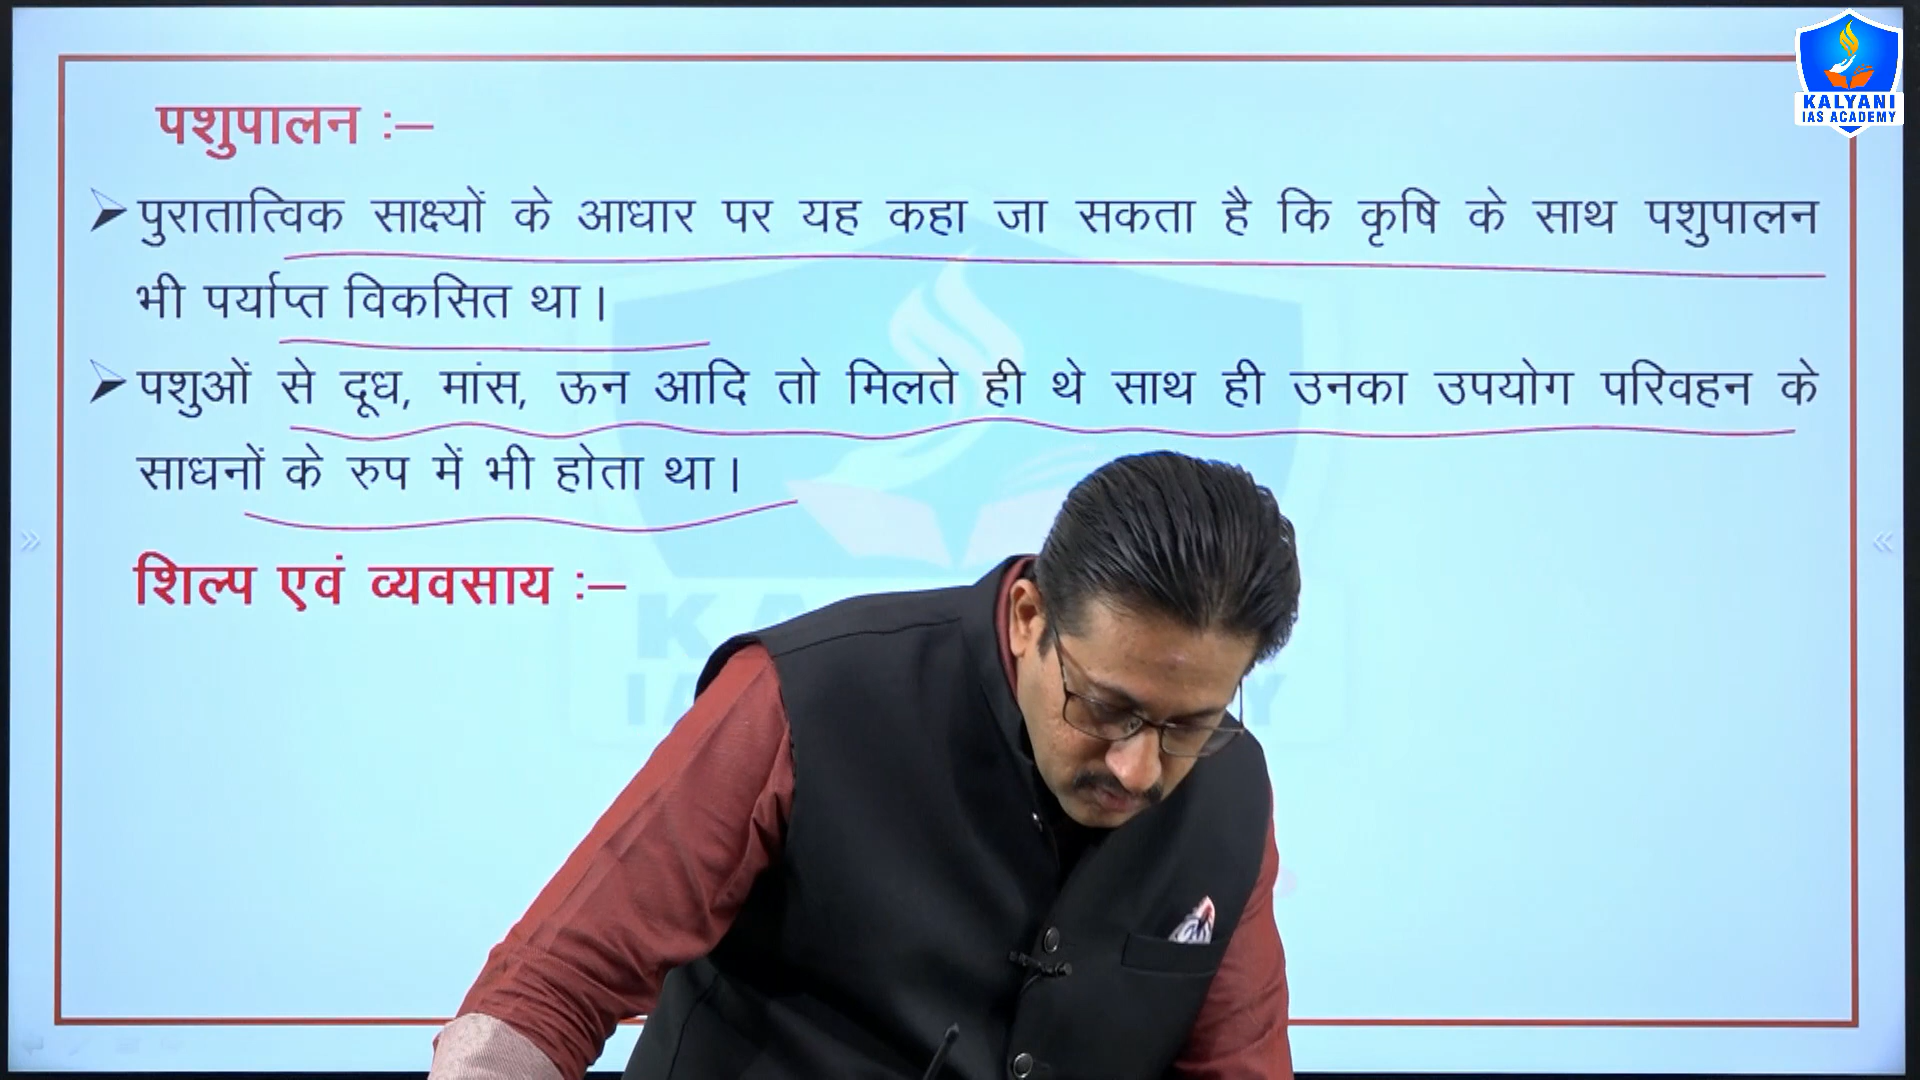 KALYANI
IAS ACADEMY
पशुपालन :–
पुरातात्विक साक्ष्यों के आधार पर यह कहा जा सकता है कि कृषि के साथ पशुपालन
भी पर्याप्त विकसित था।
पशुओं से दूध, मांस, ऊन आदि तो मिलते ही थे साथ ही उनका उपयोग परिवहन के
साधनों के रुप में भी होता था।
शिल्प एवं व्यवसाय :–